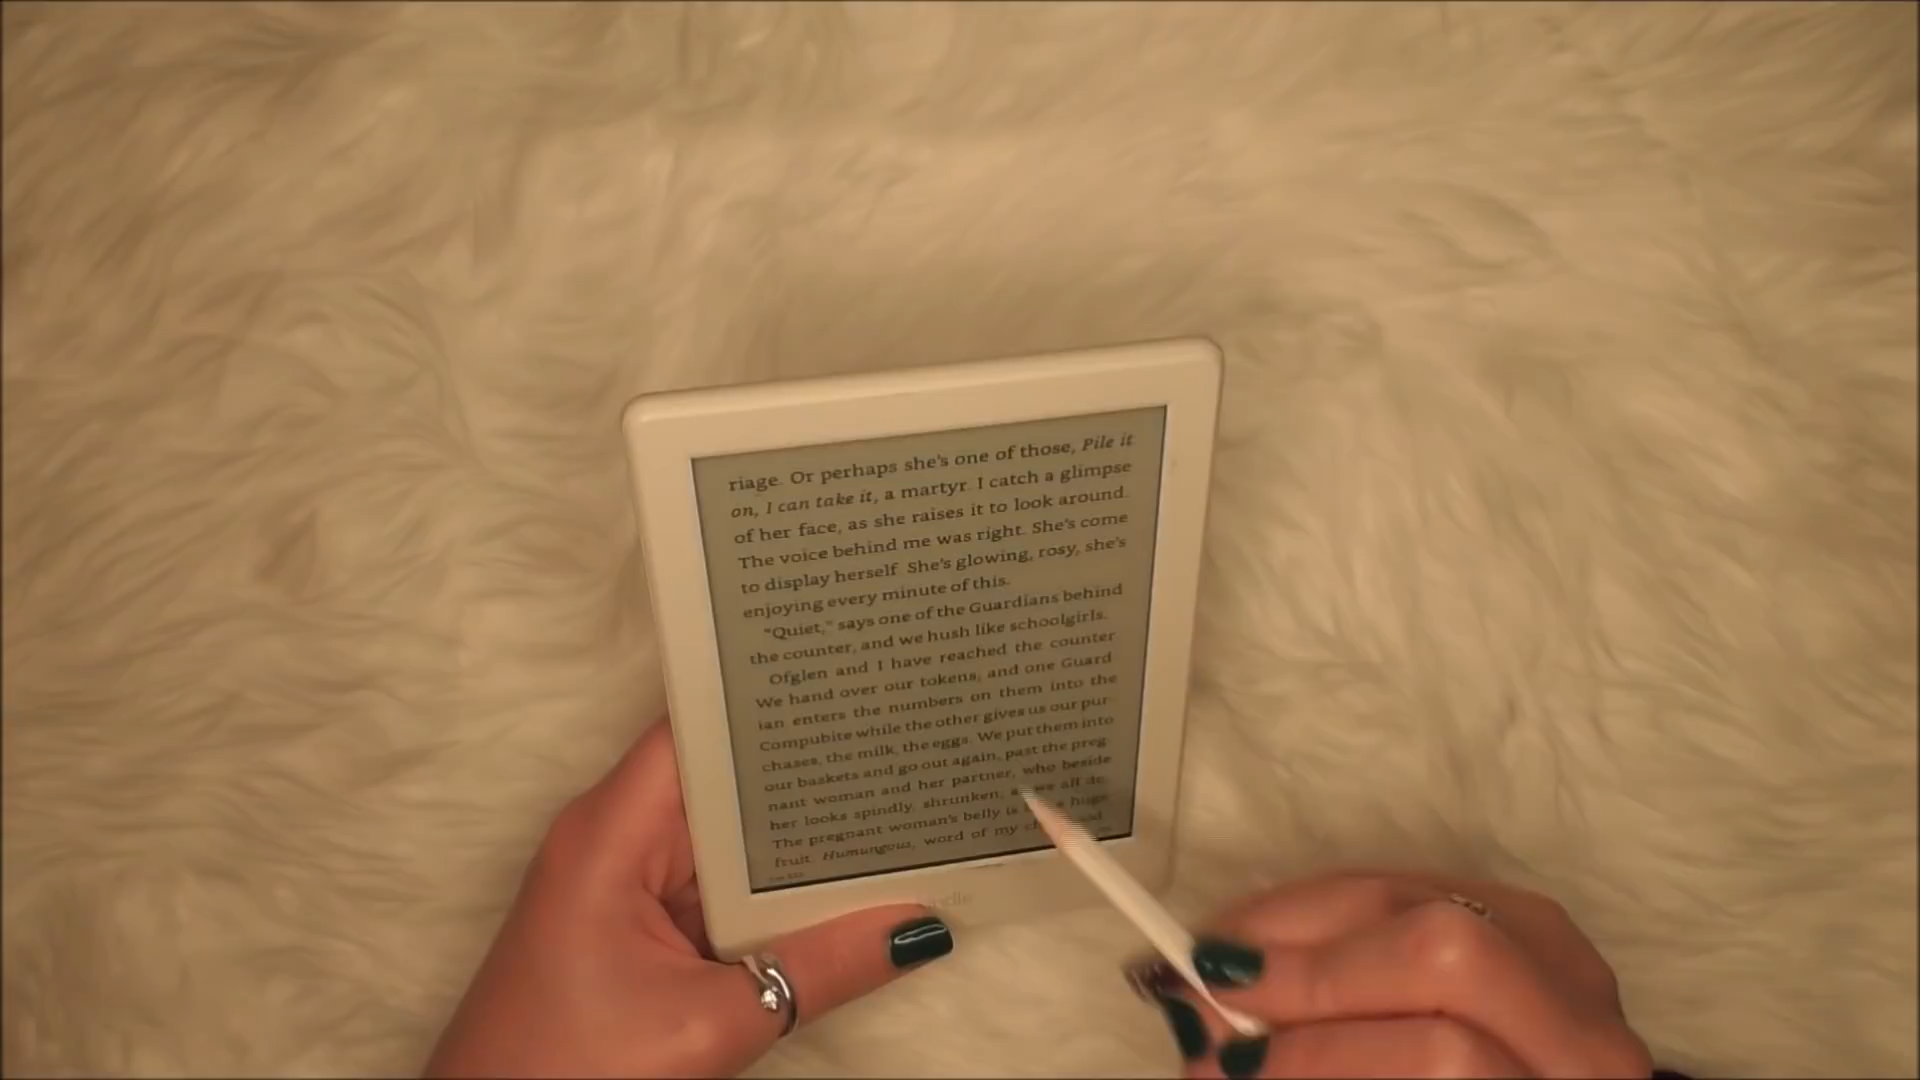 riage. Or perhaps she's one of those, Pile it
on, I can take it, a martyr. I catch a glimpse
of her face, as she raises it to look around.
The voice behind me was right. She's come
to display herself. She's glowing, rosy, she's
enjoying every minute of this.
"Quiet," says one of the Guardians behind
the counter, and we hush like schoolgirls.
Ofglen and I have reached the counter
We hand over our tokens, and one Guard
ian enters the numbers on them into the
Compubite while the other gives us our pur-
chases, the milk, the eggs. We put them into
our baskets and go out again, past the preg-
nant woman and her partner, who beside
her looks spindly, shrunken, we all de-
The pregnant woman's belly is huge
fruit. Humungous, word of my
kindle